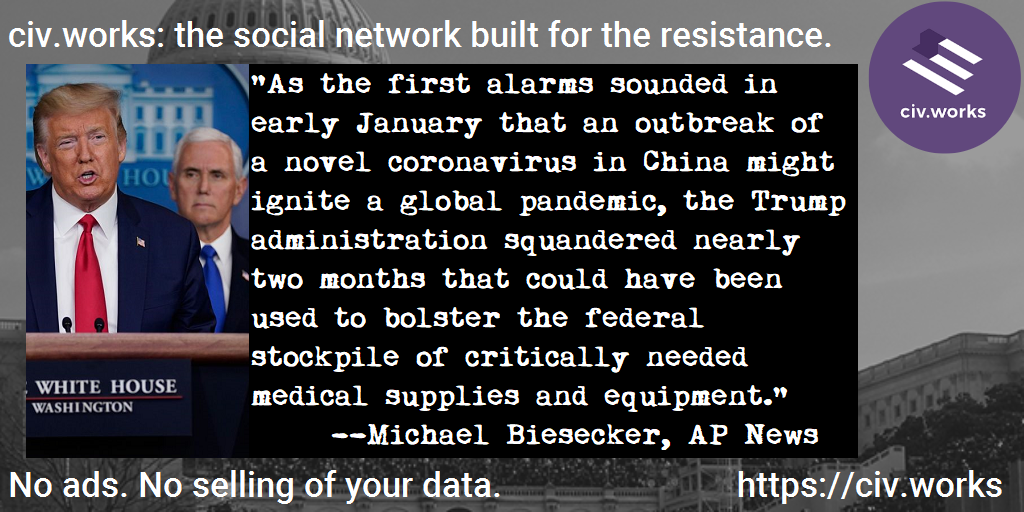 civ.works: the social network built for the resistance.
civ.works
"As the first alarms sounded in
early January that an outbreak of
a novel coronavirus in China might
ignite a global pandemic, the Trump
administration squandered nearly
two months that could have been
used to bolster the federal
stockpile of critically needed
medical supplies and equipment."
--Michael Biesecker, AP News
WHITE HOUSE
WASHINGTON
No ads. No selling of your data.
https://civ.works